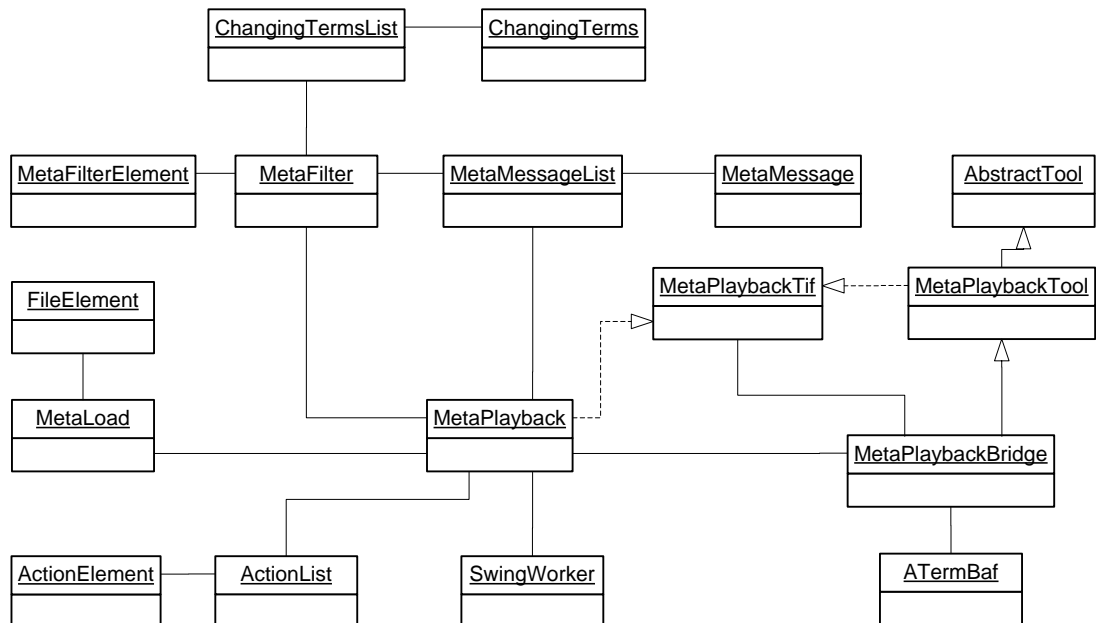 ChangingTermsList
ChangingTerms
MetaFilterElement
MetaFilter
MetaMessageList
MetaMessage
AbstractTool
FileElement
MetaPlaybackTif
MetaPlaybackTool
MetaLoad
MetaPlayback
MetaPlaybackBridge
ActionElement
ActionList
SwingWorker
ATermBaf